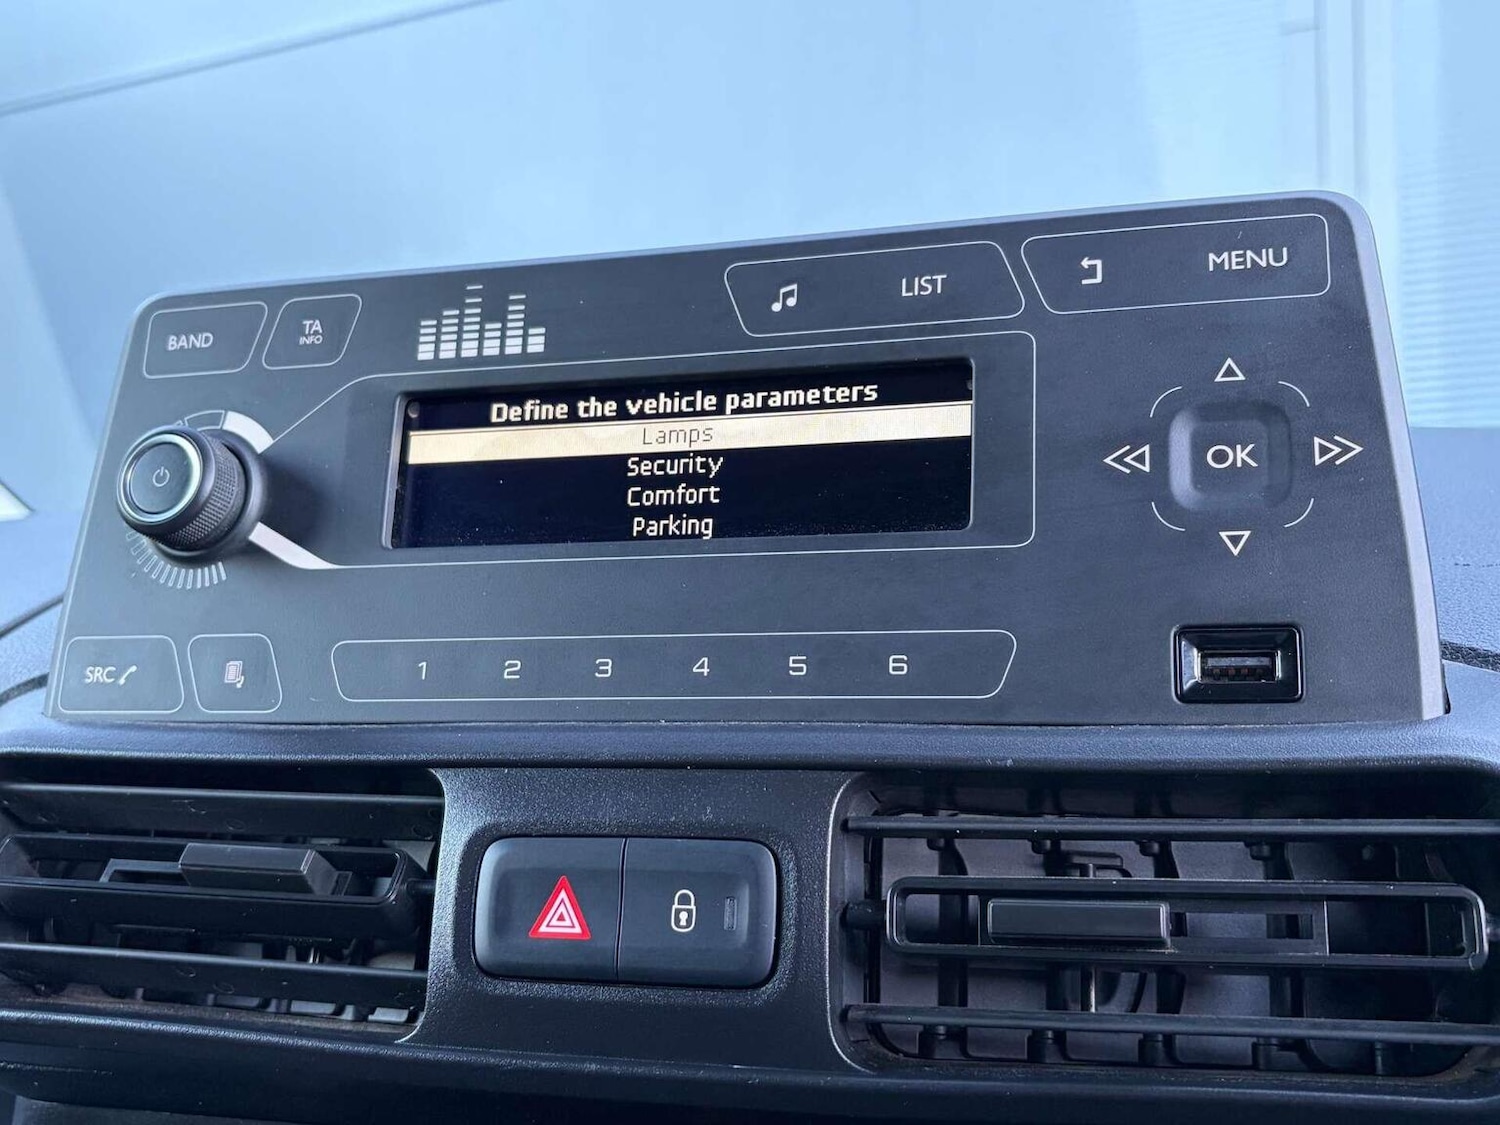 BAND
TA
INFO
LIST
MENU
Define the vehicle parameters
Lamps
Security
Comfort
Parking
OK
SRC
1 2 3 4 5 6